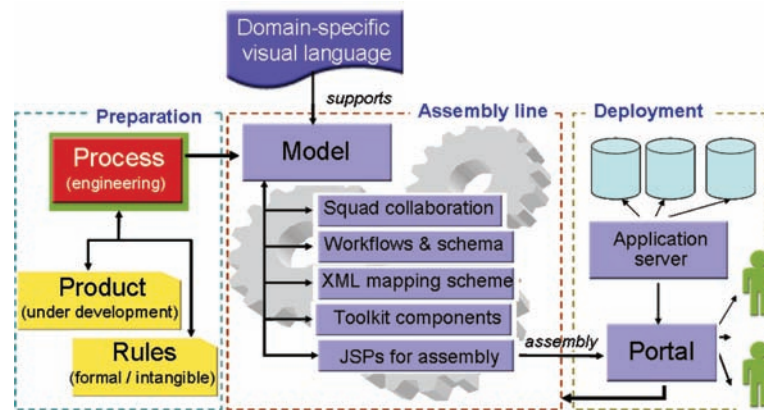 Domain-specific
visual language
supports
Preparation
Assembly line
Deployment
Process
(engineering)
Model
Squad collaboration
Workflows & schema
XML mapping scheme
Toolkit components
JSPs for assembly
Product
(under development)
Rules
(formal / intangible)
assembly
Application
server
Portal